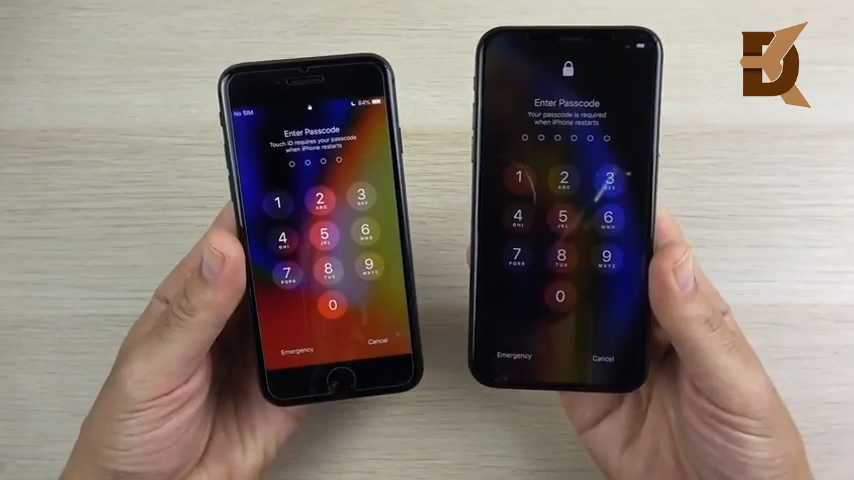 No SIM
84%
Enter Passcode
Touch ID requires your passcode
when iPhone restarts
1
2
ABC
3
DEF
4
GHI
5
JKL
6
MNO
7
PQRS
8
TUV
9
WXYZ
0
Emergency
Cancel
Enter Passcode
Your passcode is required
when iPhone restarts
1
2
ABC
3
DEF
4
GHI
5
JKL
6
MNO
7
PQRS
8
TUV
9
WXYZ
0
Emergency
Cancel
DK